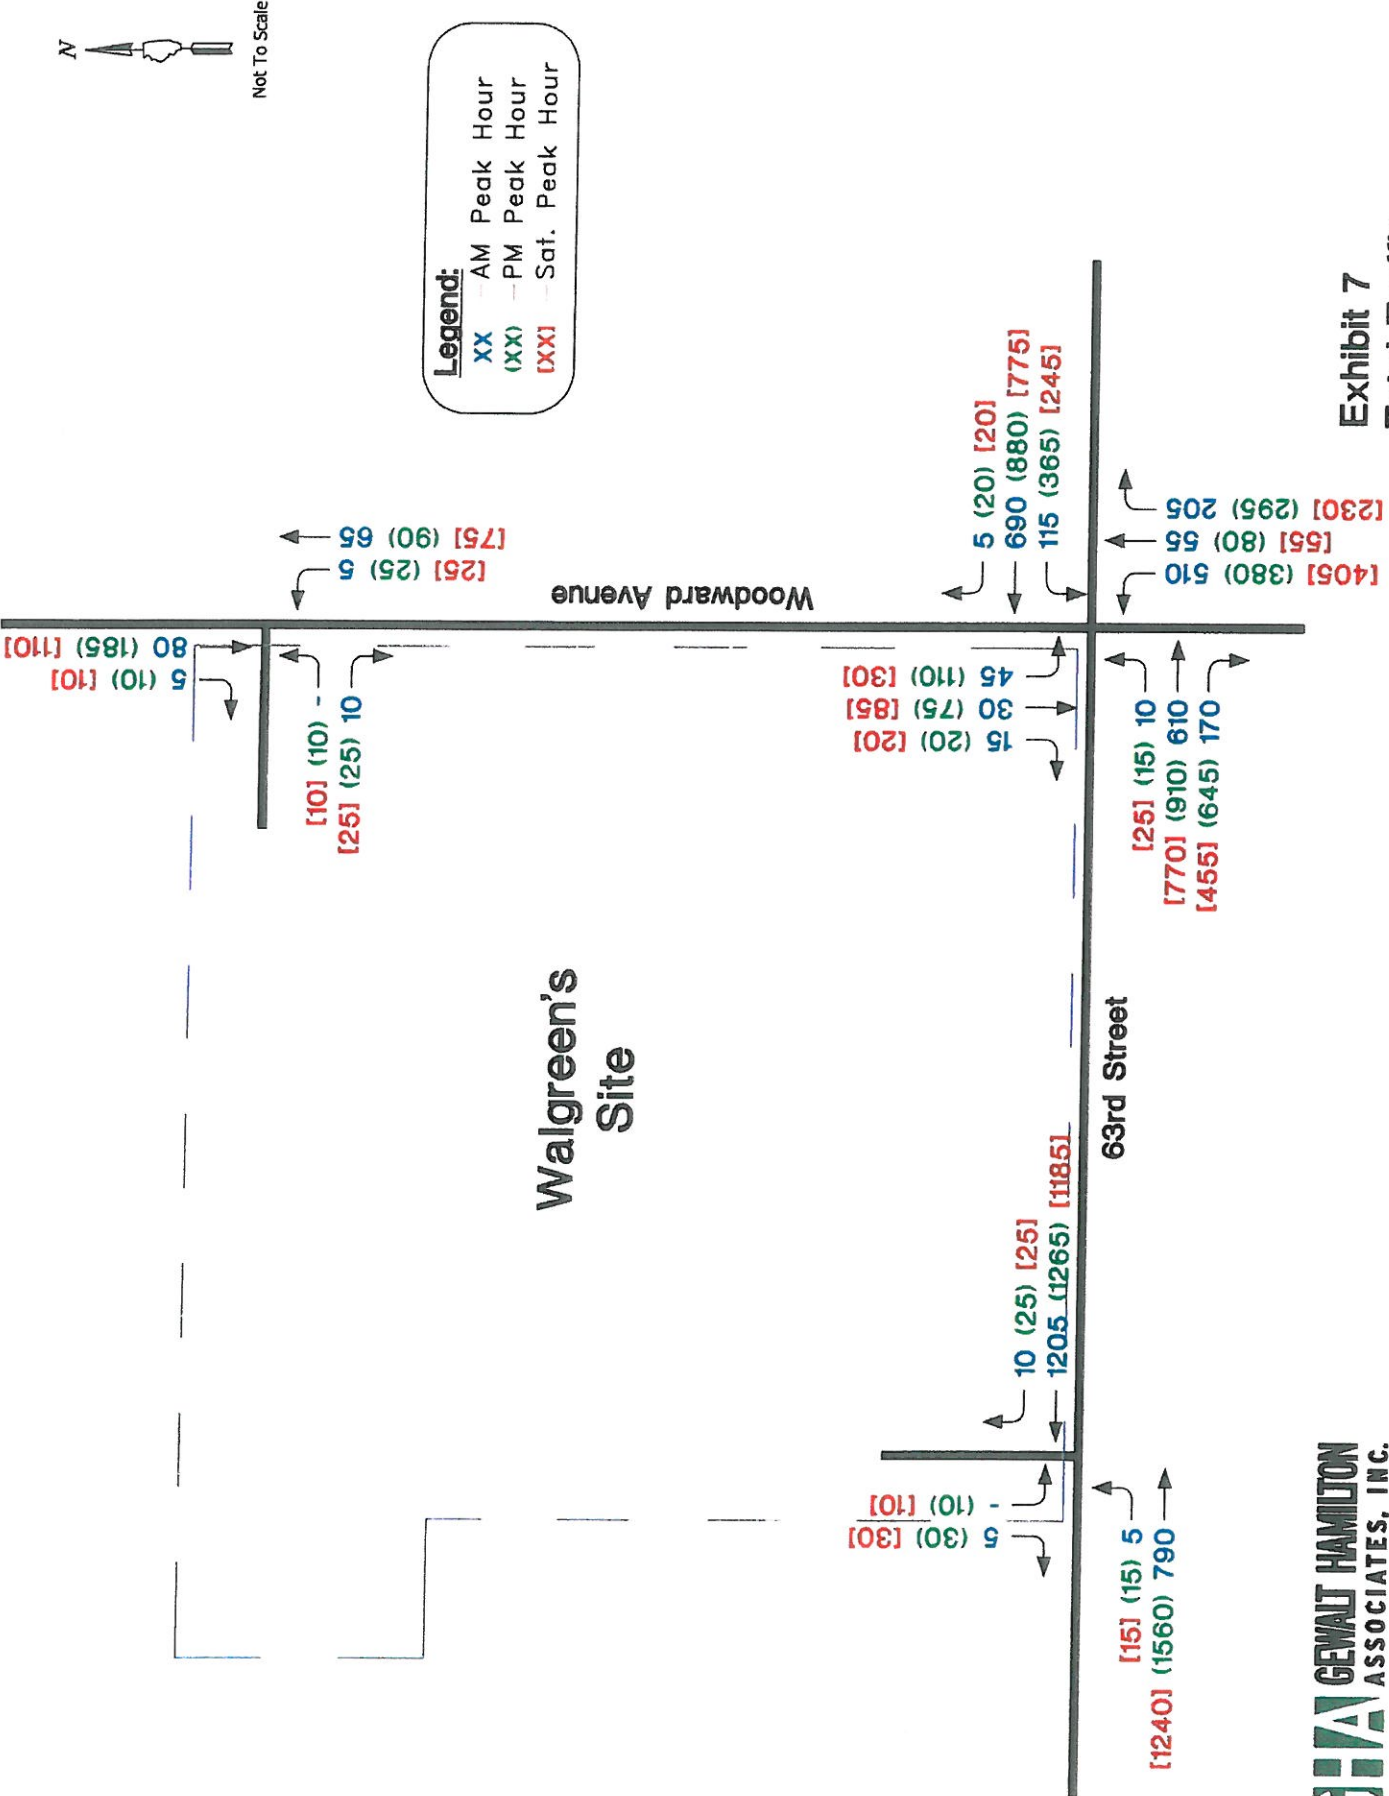 N
Not To Scale
Legend:
XX – AM Peak Hour
(XX) – PM Peak Hour
[XX] – Sat. Peak Hour
[110] (185) 80
[10] (10) 5
[75] (90) 65
[25] (25) 5
[10] (10) -
[25] (25) 10
Woodward Avenue
Walgreen's
Site
5 (20) [20]
690 (880) [775]
115 (365) [245]
45 (110) [30]
30 (75) [85]
15 (20) [20]
[25] (15) 10
[770] (910) 610
[455] (645) 170
[405] (380) 510
[55] (80) 55
[230] (295) 205
10 (25) [25]
1205 (1265) [1185]
- (10) [10]
5 (30) [30]
[15] (15) 5
[1240] (1560) 790
63rd Street
Exhibit 7
GEWALT HAMILTON
ASSOCIATES, INC.